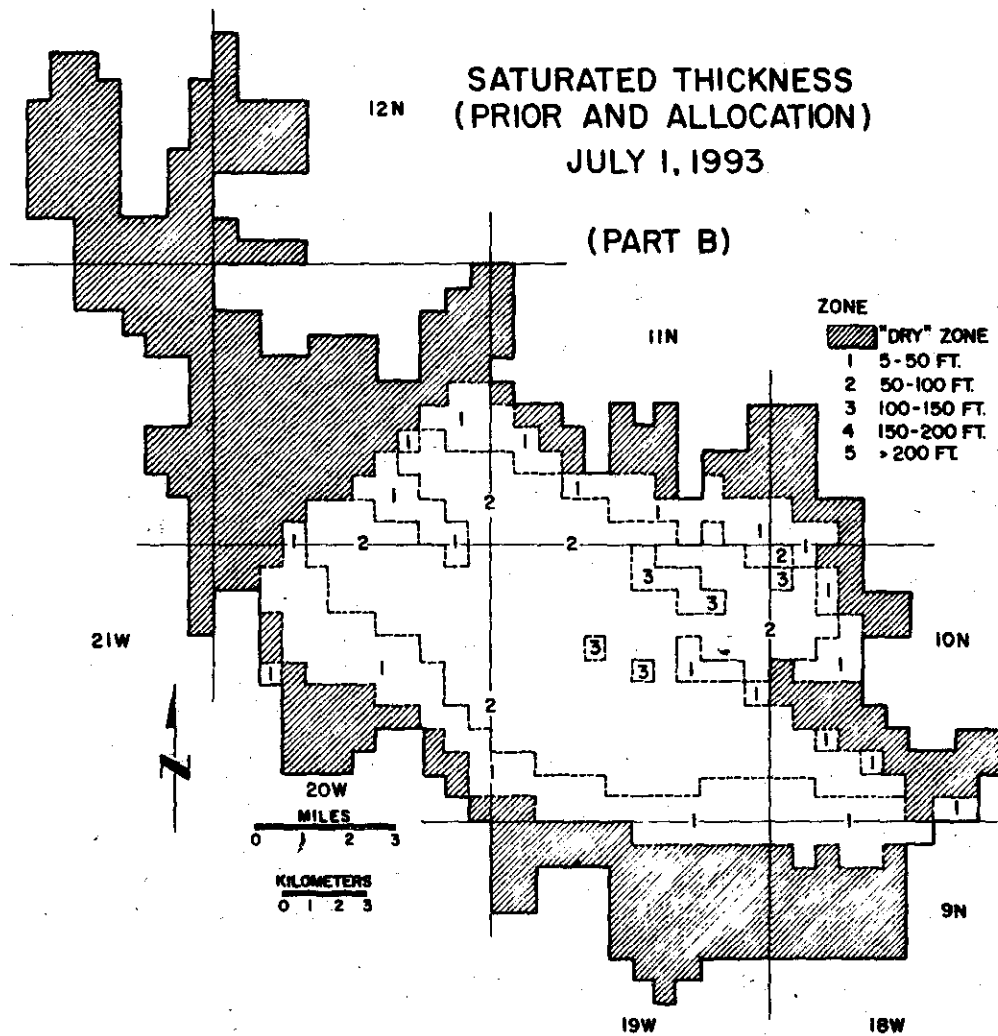 SATURATED THICKNESS
(PRIOR AND ALLOCATION)
JULY 1, 1993
(PART B)
12N
11N
ZONE
"DRY" ZONE
1 5-50 FT.
2 50-100 FT.
3 100-150 FT.
4 150-200 FT.
5 >200 FT.
1
1
1
1
1
2
1
1
1
2
1
2
1
2
3
3
1
3
2
21W
10N
3
1
1
1
3
1
1
2
1
1
1
N
20W
MILES
0 1 2 3
1
1
1
KILOMETERS
0 1 2 3
9N
19W
18W